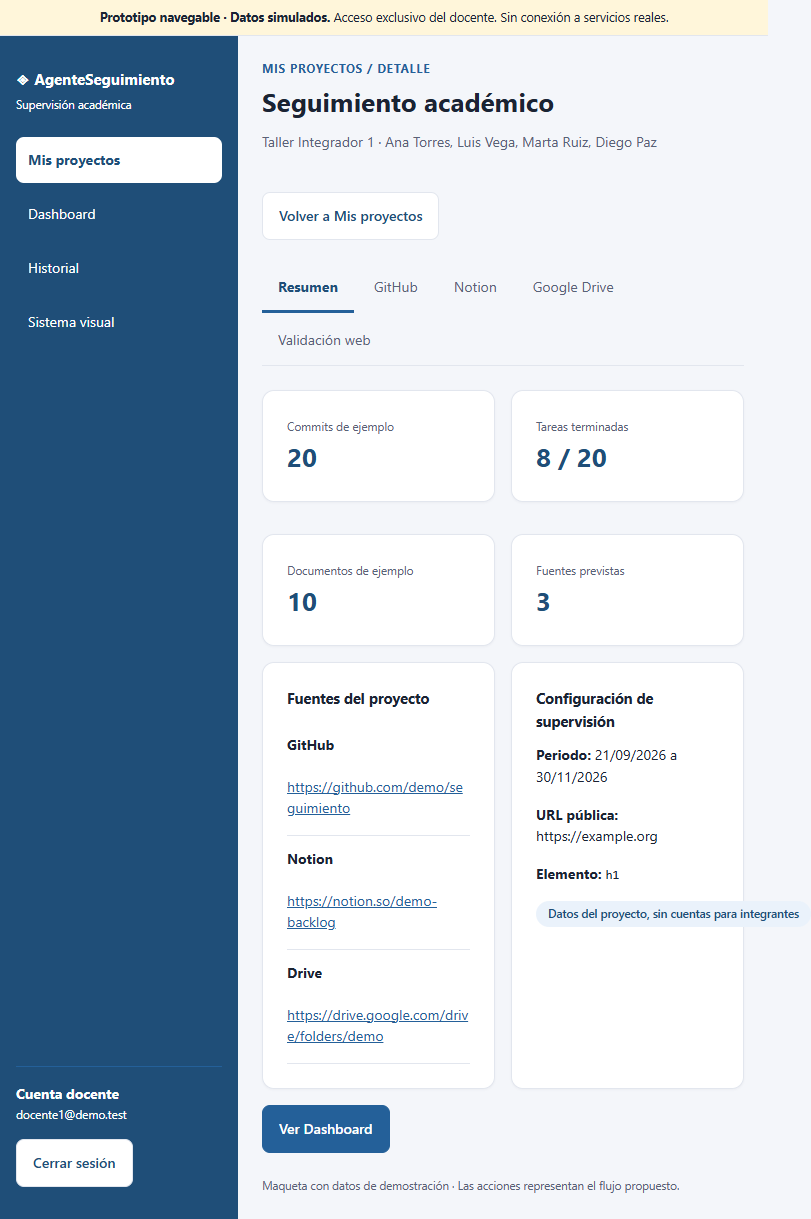 Prototipo navegable · Datos simulados. Acceso exclusivo del docente. Sin conexión a servicios reales.
◈ AgenteSeguimiento
Supervisión académica
Mis proyectos
Dashboard
Historial
Sistema visual
Cuenta docente
docente1@demo.test
Cerrar sesión
MIS PROYECTOS / DETALLE
Seguimiento académico
Taller Integrador 1 · Ana Torres, Luis Vega, Marta Ruiz, Diego Paz
Volver a Mis proyectos
Resumen GitHub Notion Google Drive
Validación web
Commits de ejemplo
20
Tareas terminadas
8 / 20
Documentos de ejemplo
10
Fuentes previstas
3
Fuentes del proyecto
GitHub
https://github.com/demo/se
guimiento
Notion
https://notion.so/demo-
backlog
Drive
https://drive.google.com/driv
e/folders/demo
Configuración de
supervisión
Periodo: 21/09/2026 a
30/11/2026
URL pública:
https://example.org
Elemento: h1
Datos del proyecto, sin cuentas para integrantes
Ver Dashboard
Maqueta con datos de demostración · Las acciones representan el flujo propuesto.